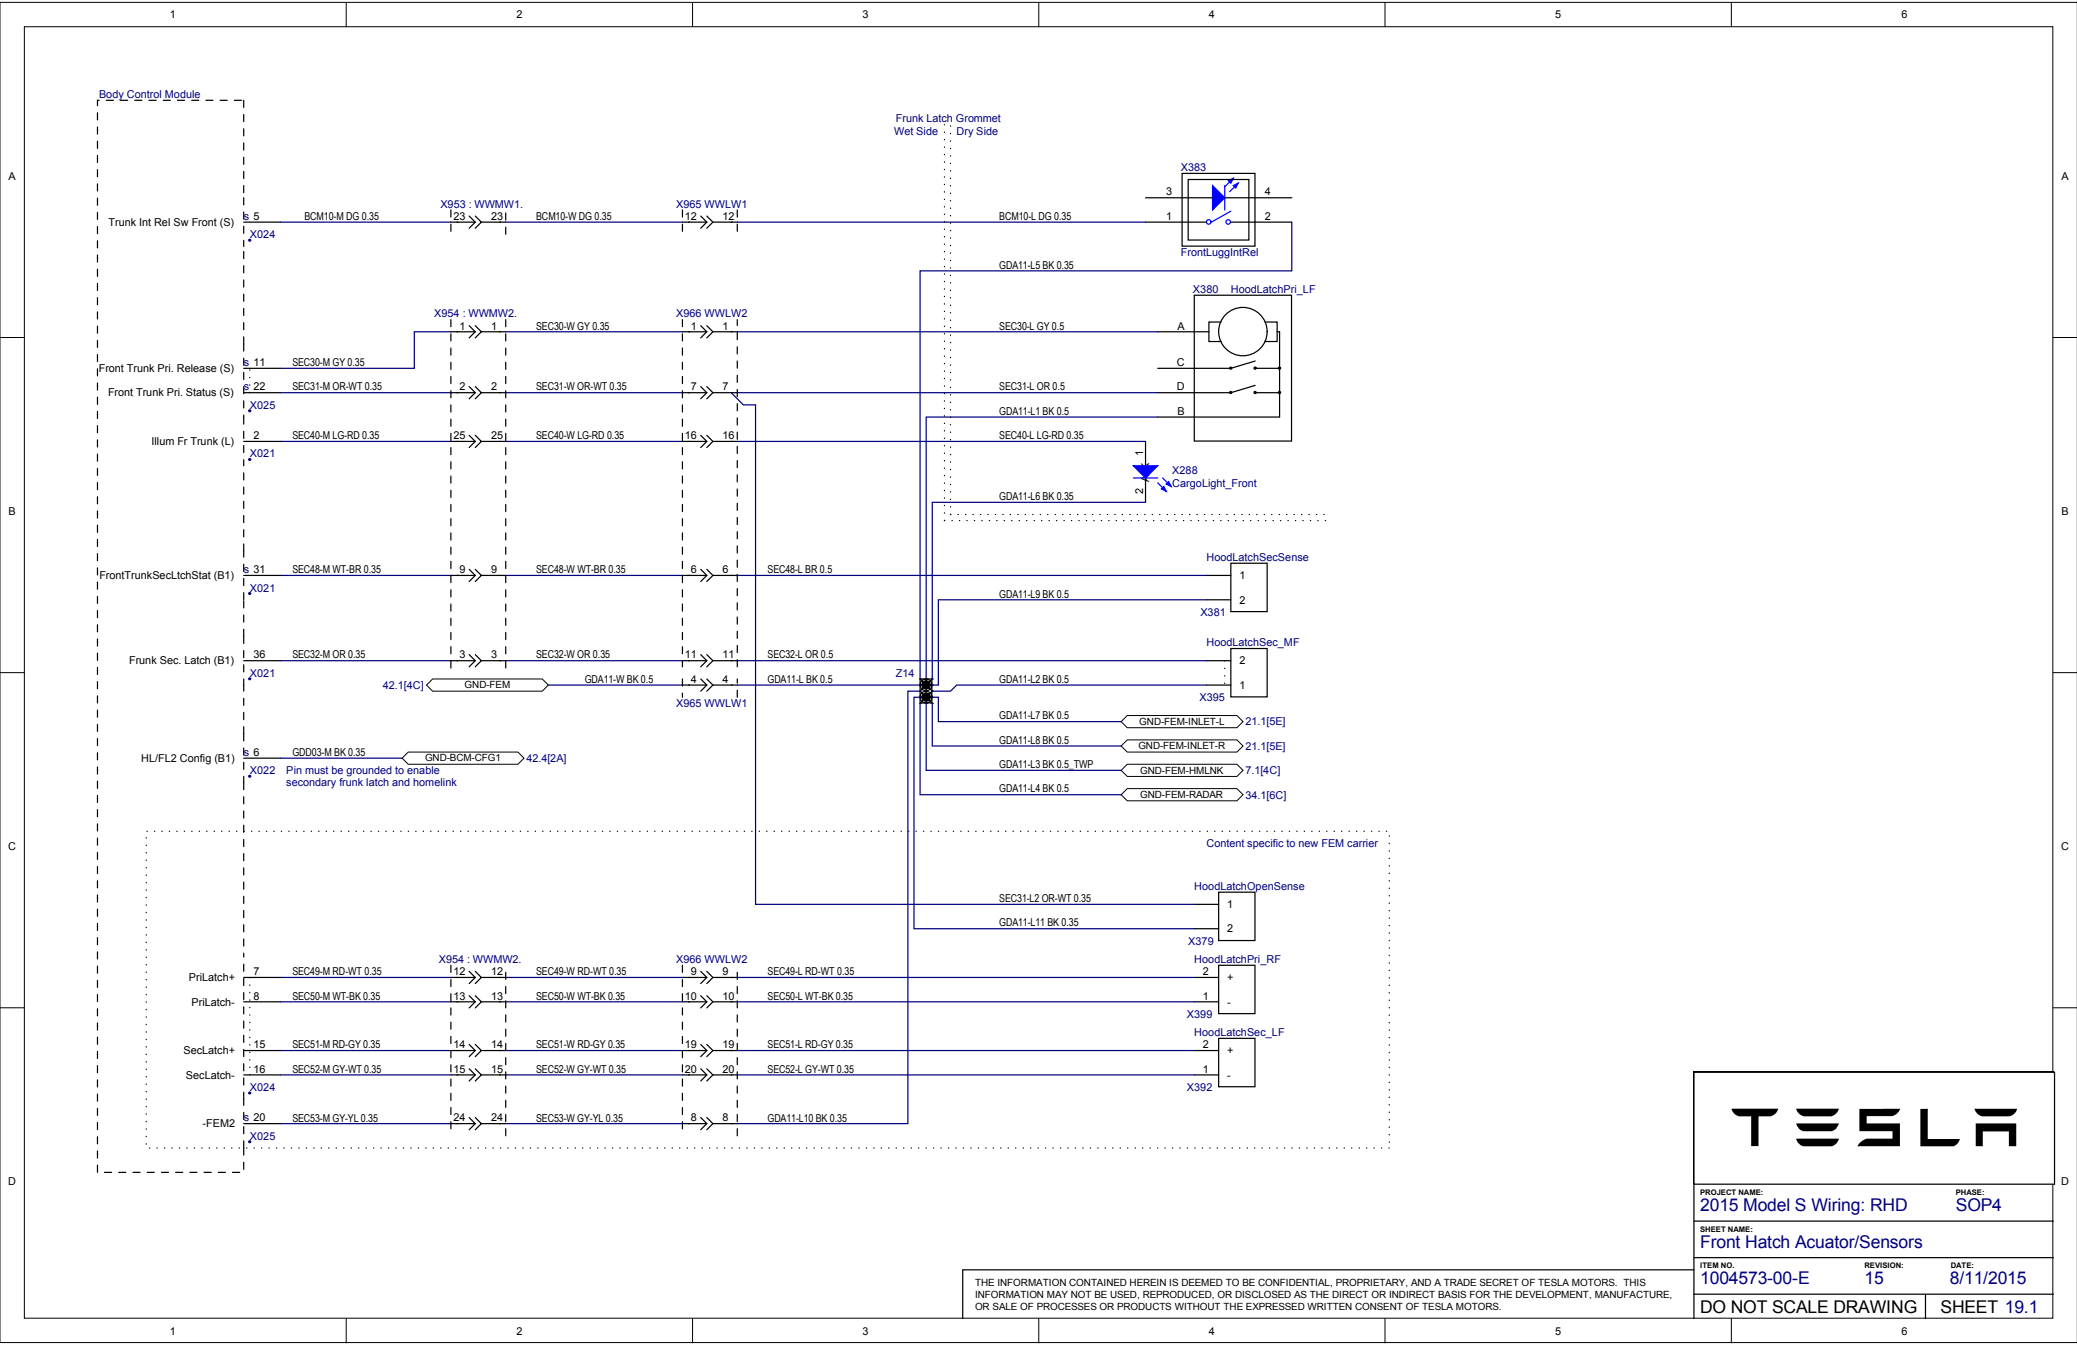 1 2 3 4 5 6
Body Control Module
Frunk Latch Grommet
Wet Side Dry Side
A A
X383
3 4
X953 : WWMW1.
X965 WWLW1
Trunk Int Rel Sw Front (S) s 5 BCM10-M DG 0.35 23 23 BCM10-W DG 0.35 12 12 BCM10-L DG 0.35 1 2
X024
FrontLuggIntRel
GDA11-L5 BK 0.35
X380 HoodLatchPri_LF
X954 : WWMW2.
X966 WWLW2
1 1 SEC30-W GY 0.35 1 1 SEC30-L GY 0.5 A
Front Trunk Pri. Release (S) s 11 SEC30-M GY 0.35 C
Front Trunk Pri. Status (S) s 22 SEC31-M OR-WT 0.35 2 2 SEC31-W OR-WT 0.35 7 7 SEC31-L OR 0.5 D
X025
GDA11-L1 BK 0.5 B
Illum Fr Trunk (L) 2 SEC40-M LG-RD 0.35 25 25 SEC40-W LG-RD 0.35 16 16 SEC40-L LG-RD 0.35
X021
1
X288
CargoLight_Front
2
GDA11-L6 BK 0.35
B B
HoodLatchSecSense
FrontTrunkSecLtchStat (B1) s 31 SEC48-M WT-BR 0.35 9 9 SEC48-W WT-BR 0.35 6 6 SEC48-L BR 0.5 1
X021
GDA11-L9 BK 0.5 2
X381
HoodLatchSec_MF
Frunk Sec. Latch (B1) 36 SEC32-M OR 0.35 3 3 SEC32-W OR 0.35 11 11 SEC32-L OR 0.5 2
X021
Z14
42.1[4C] GND-FEM GDA11-W BK 0.5 4 4 GDA11-L BK 0.5 GDA11-L2 BK 0.5 1
X965 WWLW1
X395
GDA11-L7 BK 0.5 GND-FEM-INLET-L 21.1[5E]
GDA11-L8 BK 0.5 GND-FEM-INLET-R 21.1[5E]
HL/FL2 Config (B1) s 6 GDD03-M BK 0.35 GND-BCM-CFG1 42.4[2A]
X022 Pin must be grounded to enable
secondary frunk latch and homelink
GDA11-L3 BK 0.5_TWP GND-FEM-HMLNK 7.1[4C]
GDA11-L4 BK 0.5 GND-FEM-RADAR 34.1[6C]
C C
Content specific to new FEM carrier
HoodLatchOpenSense
SEC31-L2 OR-WT 0.35 1
GDA11-L11 BK 0.35 2
X379
X954 : WWMW2.
X966 WWLW2
HoodLatchPri_RF
PriLatch+ 7 SEC49-M RD-WT 0.35 12 12 SEC49-W RD-WT 0.35 9 9 SEC49-L RD-WT 0.35 2 +
PriLatch- 8 SEC50-M WT-BK 0.35 13 13 SEC50-W WT-BK 0.35 10 10 SEC50-L WT-BK 0.35 1 -
X399
HoodLatchSec_LF
SecLatch+ 15 SEC51-M RD-GY 0.35 14 14 SEC51-W RD-GY 0.35 19 19 SEC51-L RD-GY 0.35 2 +
SecLatch- 16 SEC52-M GY-WT 0.35 15 15 SEC52-W GY-WT 0.35 20 20 SEC52-L GY-WT 0.35 1 -
X024
X392
-FEM2 s 20 SEC53-M GY-YL 0.35 24 24 SEC53-W GY-YL 0.35 8 8 GDA11-L10 BK 0.35
X025
D D
TESLA
PROJECT NAME: PHASE:
2015 Model S Wiring: RHD SOP4
SHEET NAME:
Front Hatch Acuator/Sensors
ITEM NO. REVISION: DATE:
1004573-00-E 15 8/11/2015
DO NOT SCALE DRAWING SHEET 19.1
THE INFORMATION CONTAINED HEREIN IS DEEMED TO BE CONFIDENTIAL, PROPRIETARY, AND A TRADE SECRET OF TESLA MOTORS. THIS
INFORMATION MAY NOT BE USED, REPRODUCED, OR DISCLOSED AS THE DIRECT OR INDIRECT BASIS FOR THE DEVELOPMENT, MANUFACTURE,
OR SALE OF PROCESSES OR PRODUCTS WITHOUT THE EXPRESSED WRITTEN CONSENT OF TESLA MOTORS.
1 2 3 4 5 6